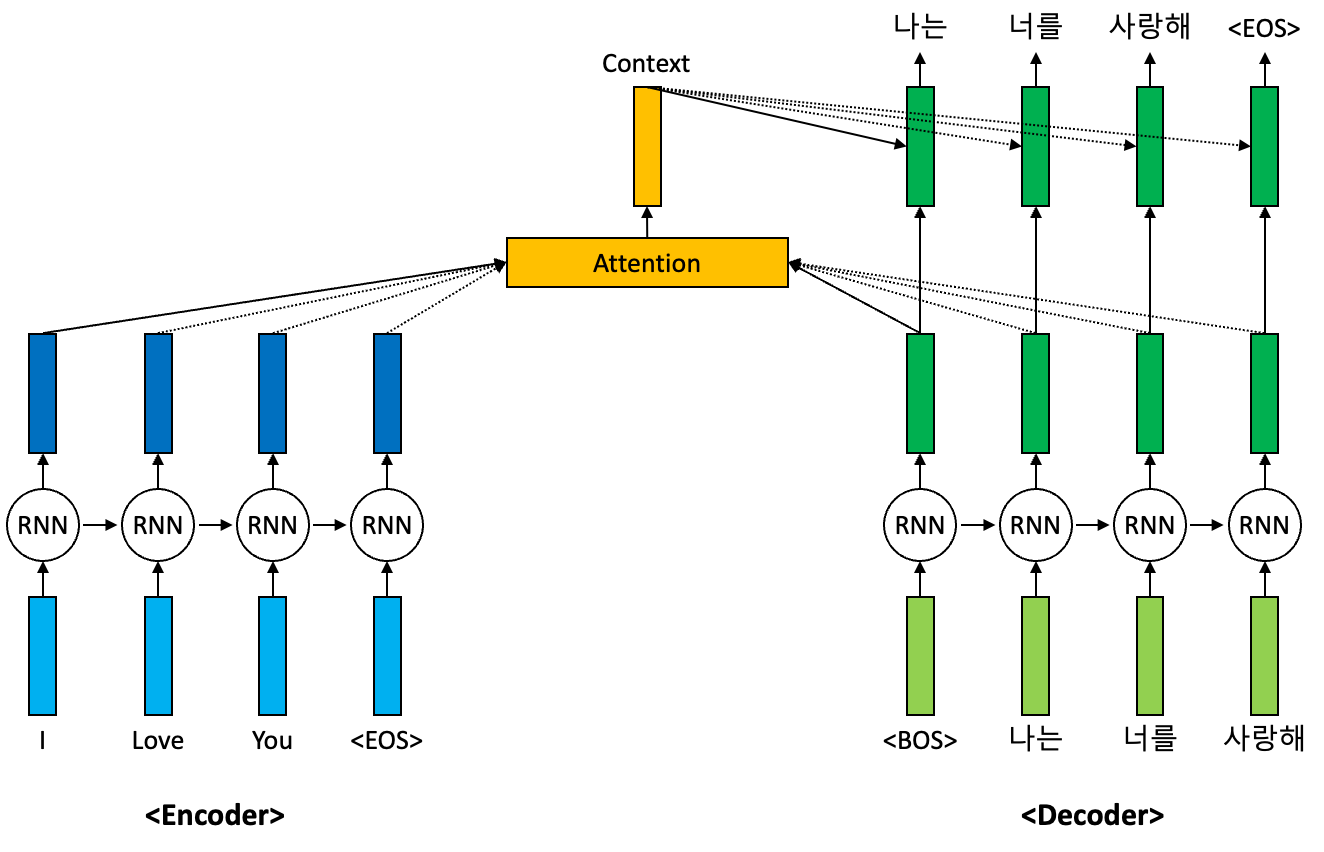 나는 너를 사랑해 <EOS>
Context
Attention
RNN RNN RNN RNN RNN RNN RNN RNN
I Love You <EOS> <BOS> 나는 너를 사랑해
<Encoder> <Decoder>